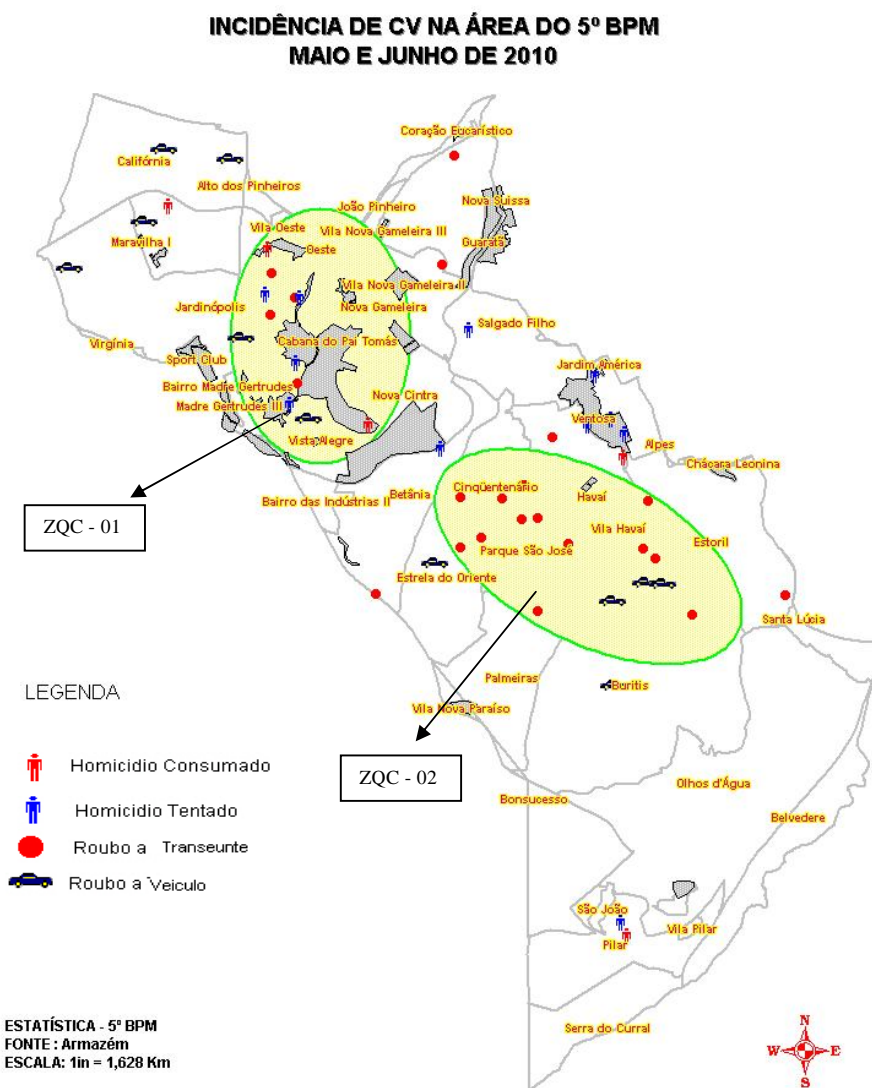 INCIDÊNCIA DE CV NA ÁREA DO 5º BPM
MAIO E JUNHO DE 2010
Coração Eucarístico
Califórnia
Alto dos Pinheiros
Nova Suissa
João Pinheiro
Vila Oeste
Vila Nova Gameleira III
Maravilha I
Oeste
Guaratã
Vila Nova Gameleira II
Jardinópolis
Nova Gameleira
Salgado Filho
Virgínia
Cabana do Pai Tomás
Sport Club
Jardim América
Bairro Madre Gertrudes
Nova Cintra
Madre Gertrudes III
Ventosa
Vista Alegre
Alpes
Chácara Leonina
Cinqüentenário
Betânia
Havaí
Bairro das Indústrias II
ZQC - 01
Vila Havaí
Estoril
Parque São José
Estrela do Oriente
Santa Lúcia
Palmeiras
Buritis
LEGENDA
Vila Nova Paraíso
Homicidio Consumado
ZQC - 02
Olhos d'Água
Bonsucesso
Homicidio Tentado
Belvedere
Roubo a Transeunte
Roubo a Veiculo
São João
Vila Pilar
Pilar
Serra do Curral
ESTATÍSTICA - 5º BPM
FONTE : Armazém
ESCALA: 1in = 1,628 Km
N
W E
S